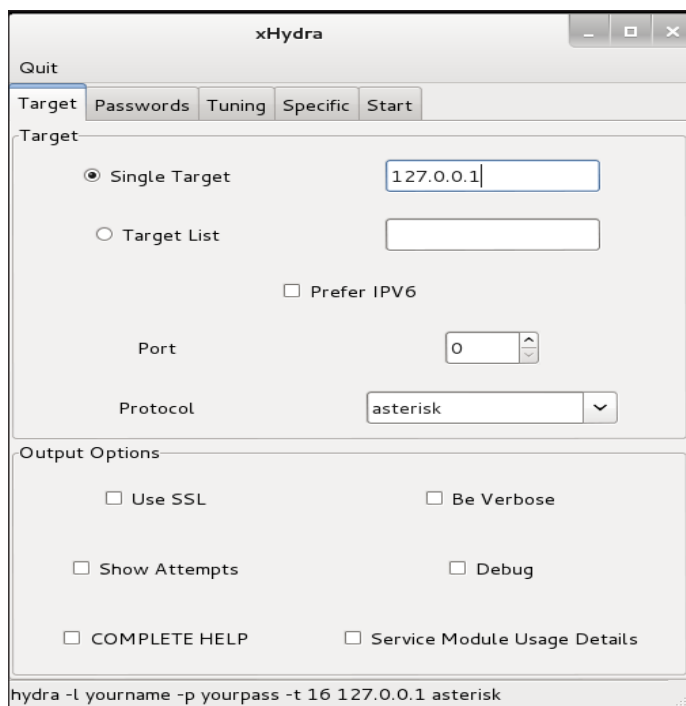 xHydra
Quit
Target Passwords Tuning Specific Start
Target
Single Target 127.0.0.1
Target List
Prefer IPV6
Port 0
Protocol asterisk
Output Options
Use SSL Be Verbose
Show Attempts Debug
COMPLETE HELP Service Module Usage Details
hydra -l yourname -p yourpass -t 16 127.0.0.1 asterisk